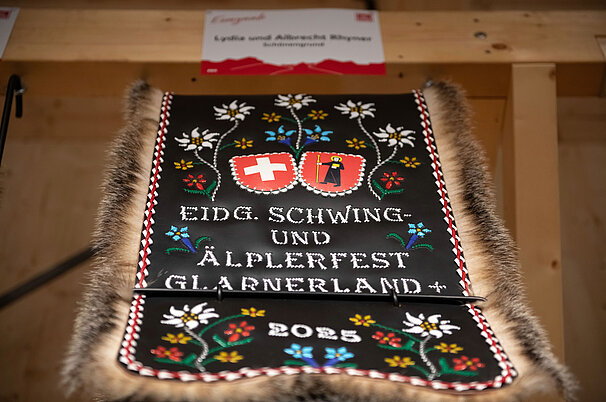 Lydia und Albrecht Rhyner
EIDG. SCHWING-
UND
ÄLPLERFEST
GLARNERLAND +
2025